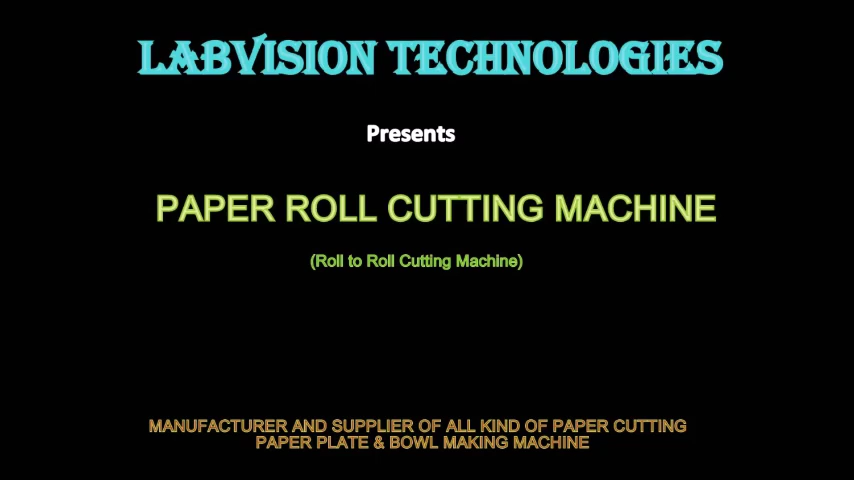 LABVISION TECHNOLOGIES
Presents
PAPER ROLL CUTTING MACHINE
(Roll to Roll Cutting Machine)
MANUFACTURER AND SUPPLIER OF ALL KIND OF PAPER CUTTING
PAPER PLATE & BOWL MAKING MACHINE